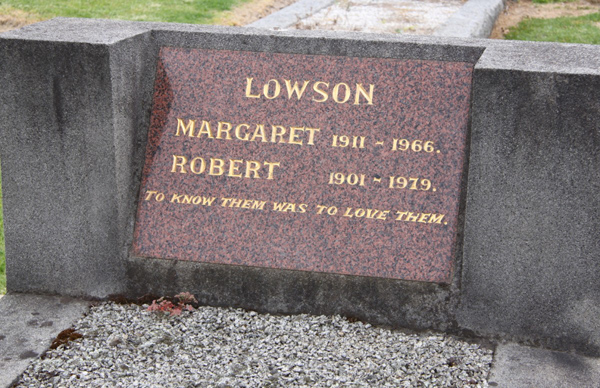 LOWSON
MARGARET 1911 ~ 1966.
ROBERT 1901 ~ 1979.
TO KNOW THEM WAS TO LOVE THEM.